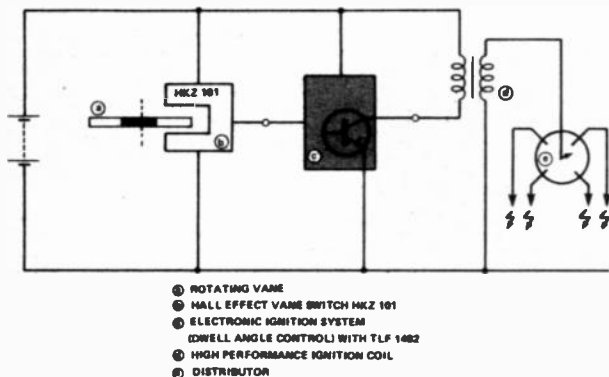 HKZ 101
ⓐ
ⓑ
ⓒ
ⓓ
ⓔ
ⓐ ROTATING VANE
ⓑ HALL EFFECT VANE SWITCH HKZ 101
ⓒ ELECTRONIC IGNITION SYSTEM
(DWELL ANGLE CONTROL) WITH TLF 1482
ⓓ HIGH PERFORMANCE IGNITION COIL
ⓔ DISTRIBUTOR